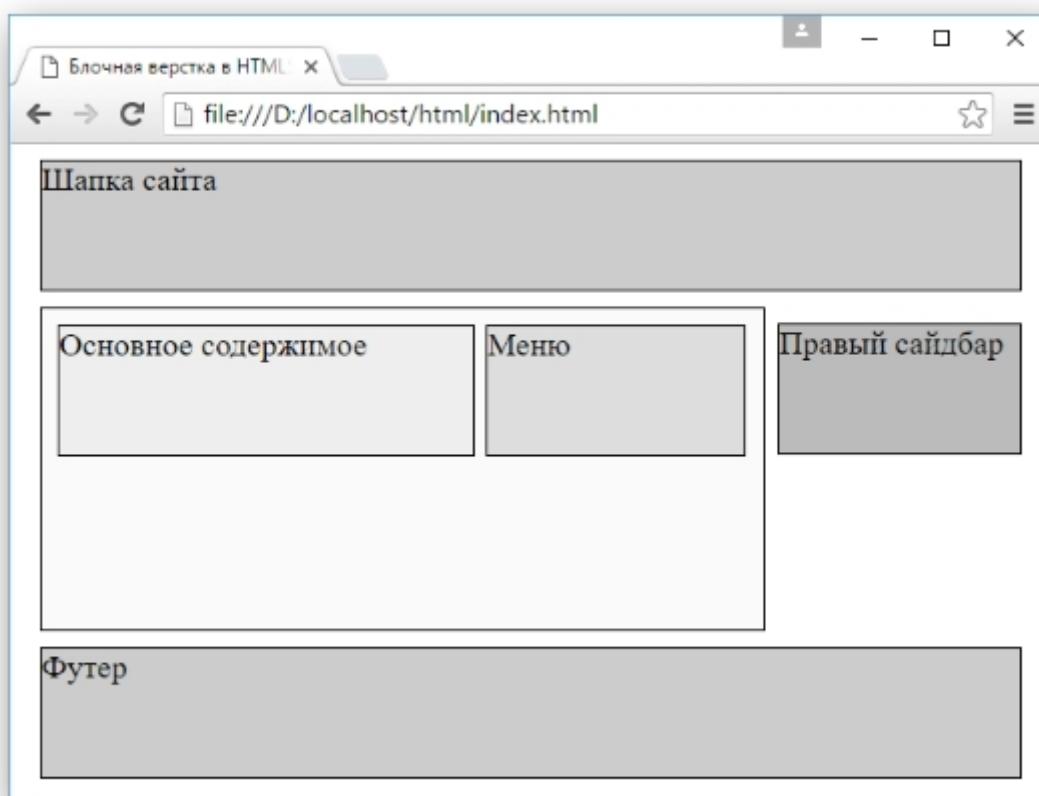 Блочная верстка в HTML
file:///D:/localhost/html/index.html
Шапка сайта
Основное содержимое
Меню
Правый сайдбар
Футер